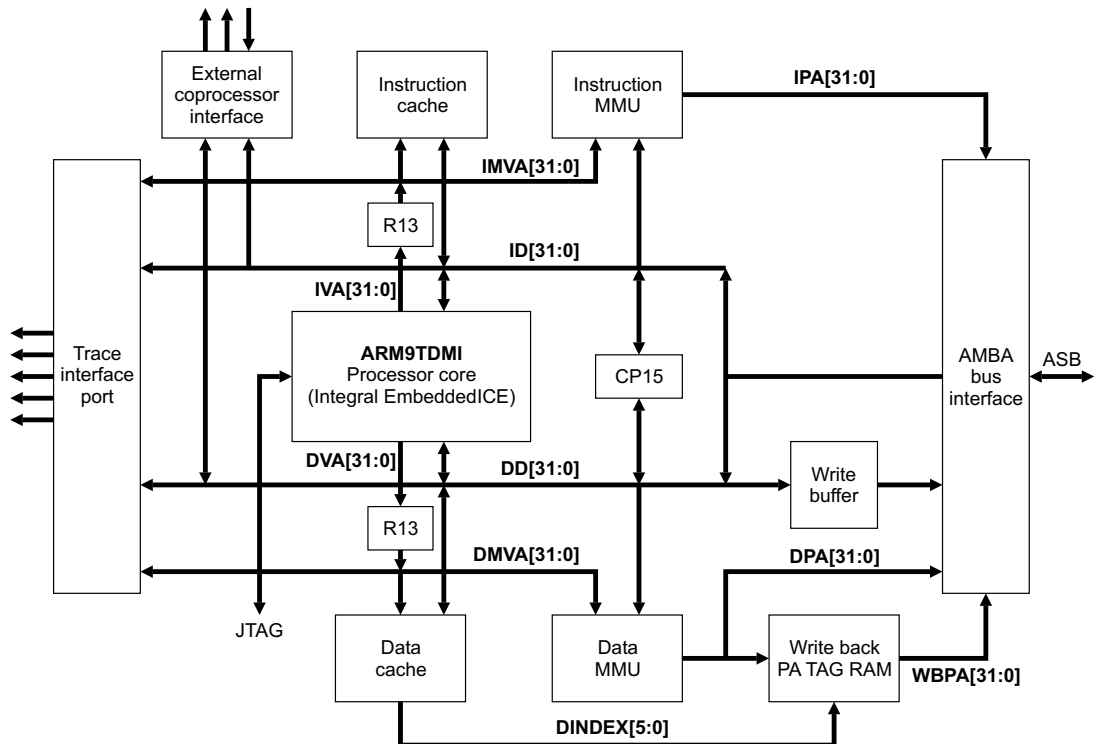 External
coprocessor
interface
Instruction
cache
Instruction
MMU
IPA[31:0]
IMVA[31:0]
R13
ID[31:0]
IVA[31:0]
Trace
interface
port
ARM9TDMI
Processor core
(Integral EmbeddedICE)
CP15
AMBA
bus
interface
ASB
DVA[31:0]
DD[31:0]
Write
buffer
R13
DMVA[31:0]
DPA[31:0]
JTAG
Data
cache
Data
MMU
Write back
PA TAG RAM
WBPA[31:0]
DINDEX[5:0]